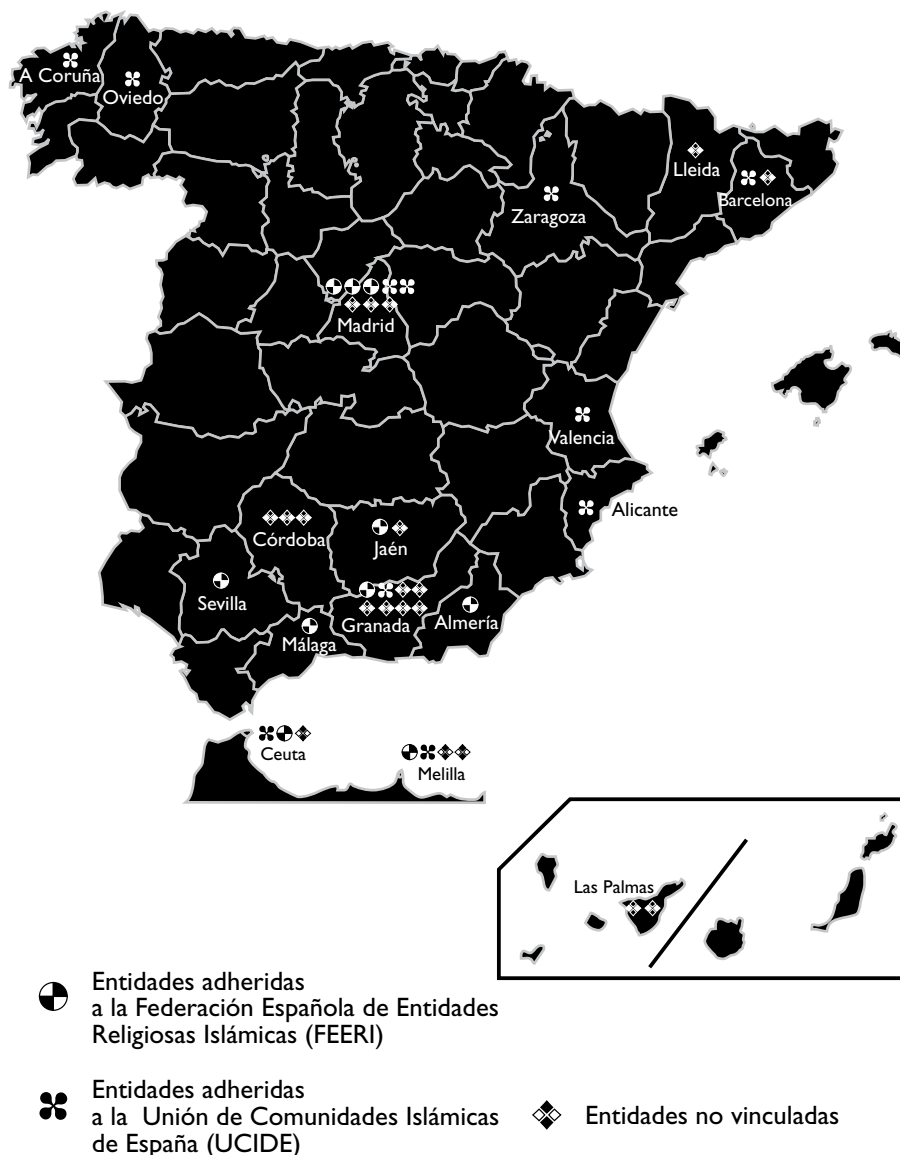 A Coruña
Oviedo
Lleida
Barcelona
Zaragoza
Madrid
Valencia
Alicante
Córdoba
Jaén
Sevilla
Granada
Almería
Málaga
Ceuta
Melilla
Las Palmas
Entidades adheridas
a la Federación Española de Entidades
Religiosas Islámicas (FEERI)
Entidades adheridas
a la Unión de Comunidades Islámicas
de España (UCIDE)
Entidades no vinculadas